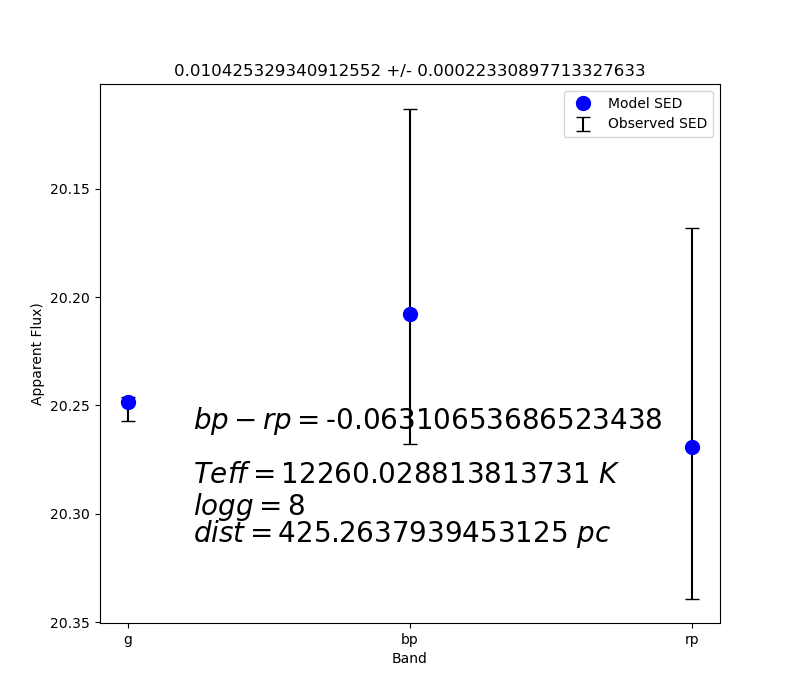 0.010425329340912552 +/- 0.00022330897713327633
Model SED
Observed SED
20.15
20.20
20.25
20.30
20.35
Apparent Flux)
bp − rp = -0.06310653686523438
Teff = 12260.028813813731 K
logg = 8
dist = 425.2637939453125 pc
g
bp
rp
Band